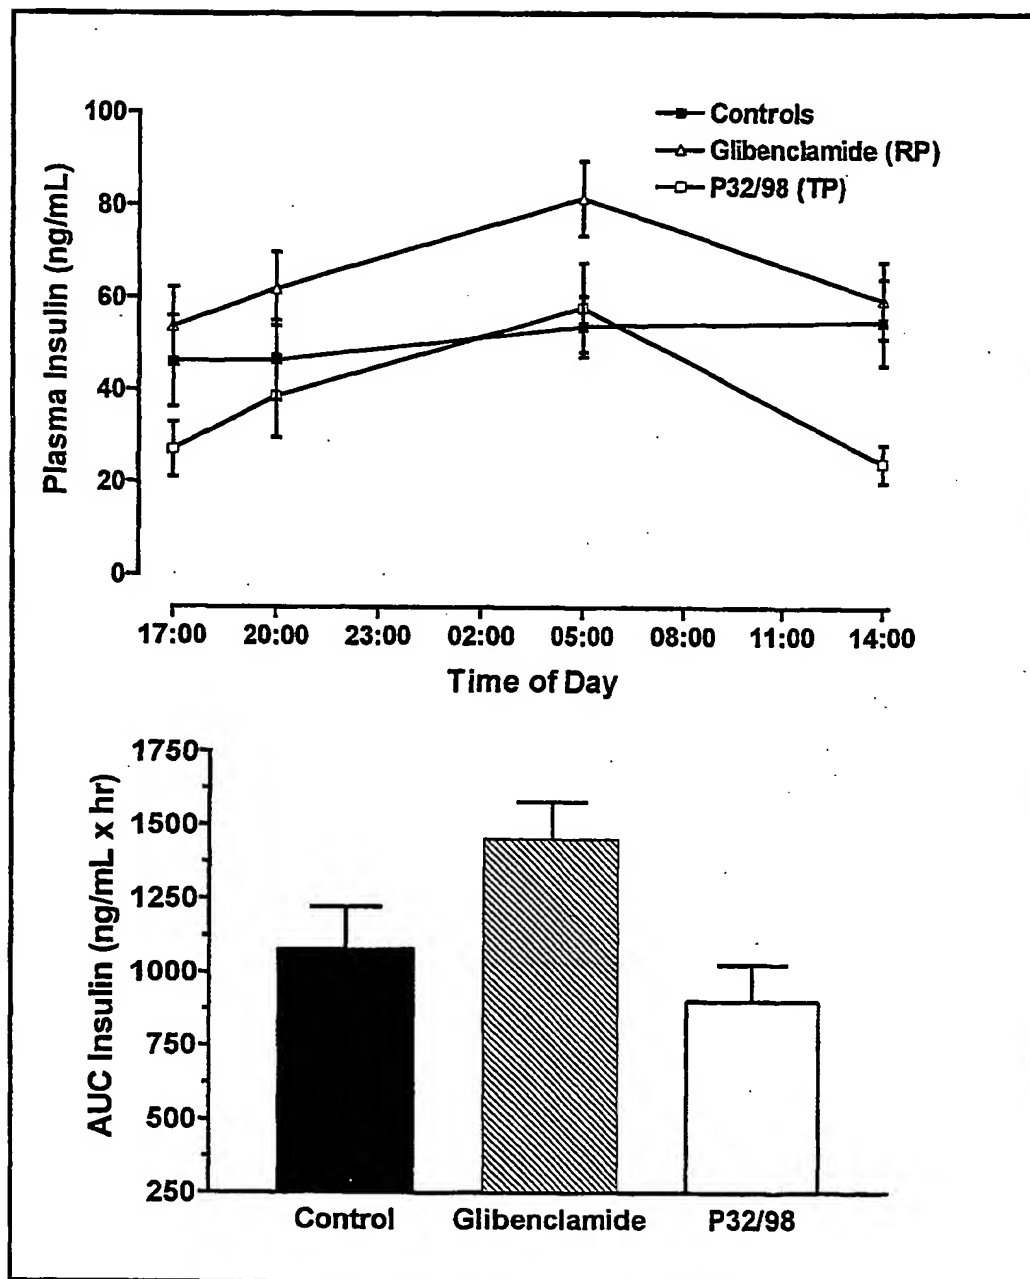 100
80
60
40
20
0
Plasma Insulin (ng/mL)
Controls
Glibenclamide (RP)
P32/98 (TP)
17:00 20:00 23:00 02:00 05:00 08:00 11:00 14:00
Time of Day
1750
1500
1250
1000
750
500
250
AUC Insulin (ng/mL x hr)
Control Glibenclamide P32/98